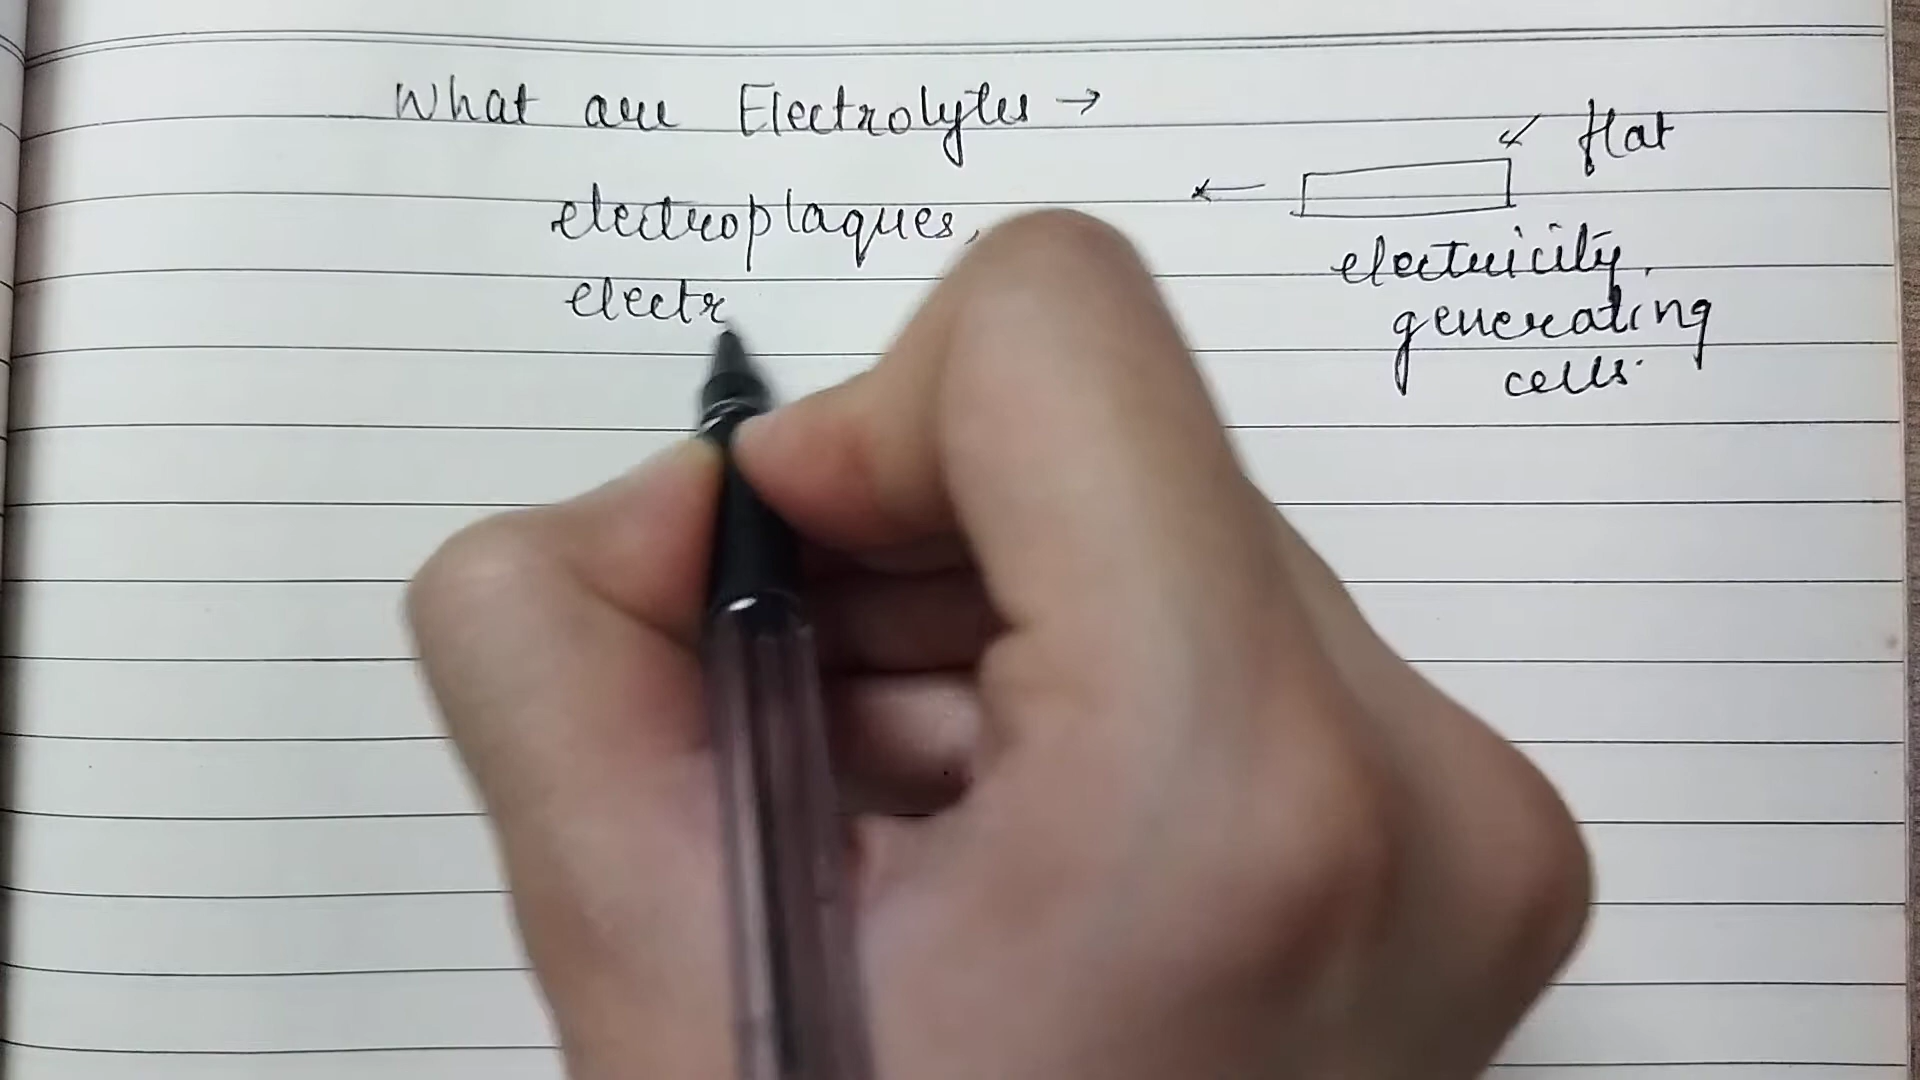 What are Electrolytes →
electroplaques,
electr
flat
electricity.
generating
cells.